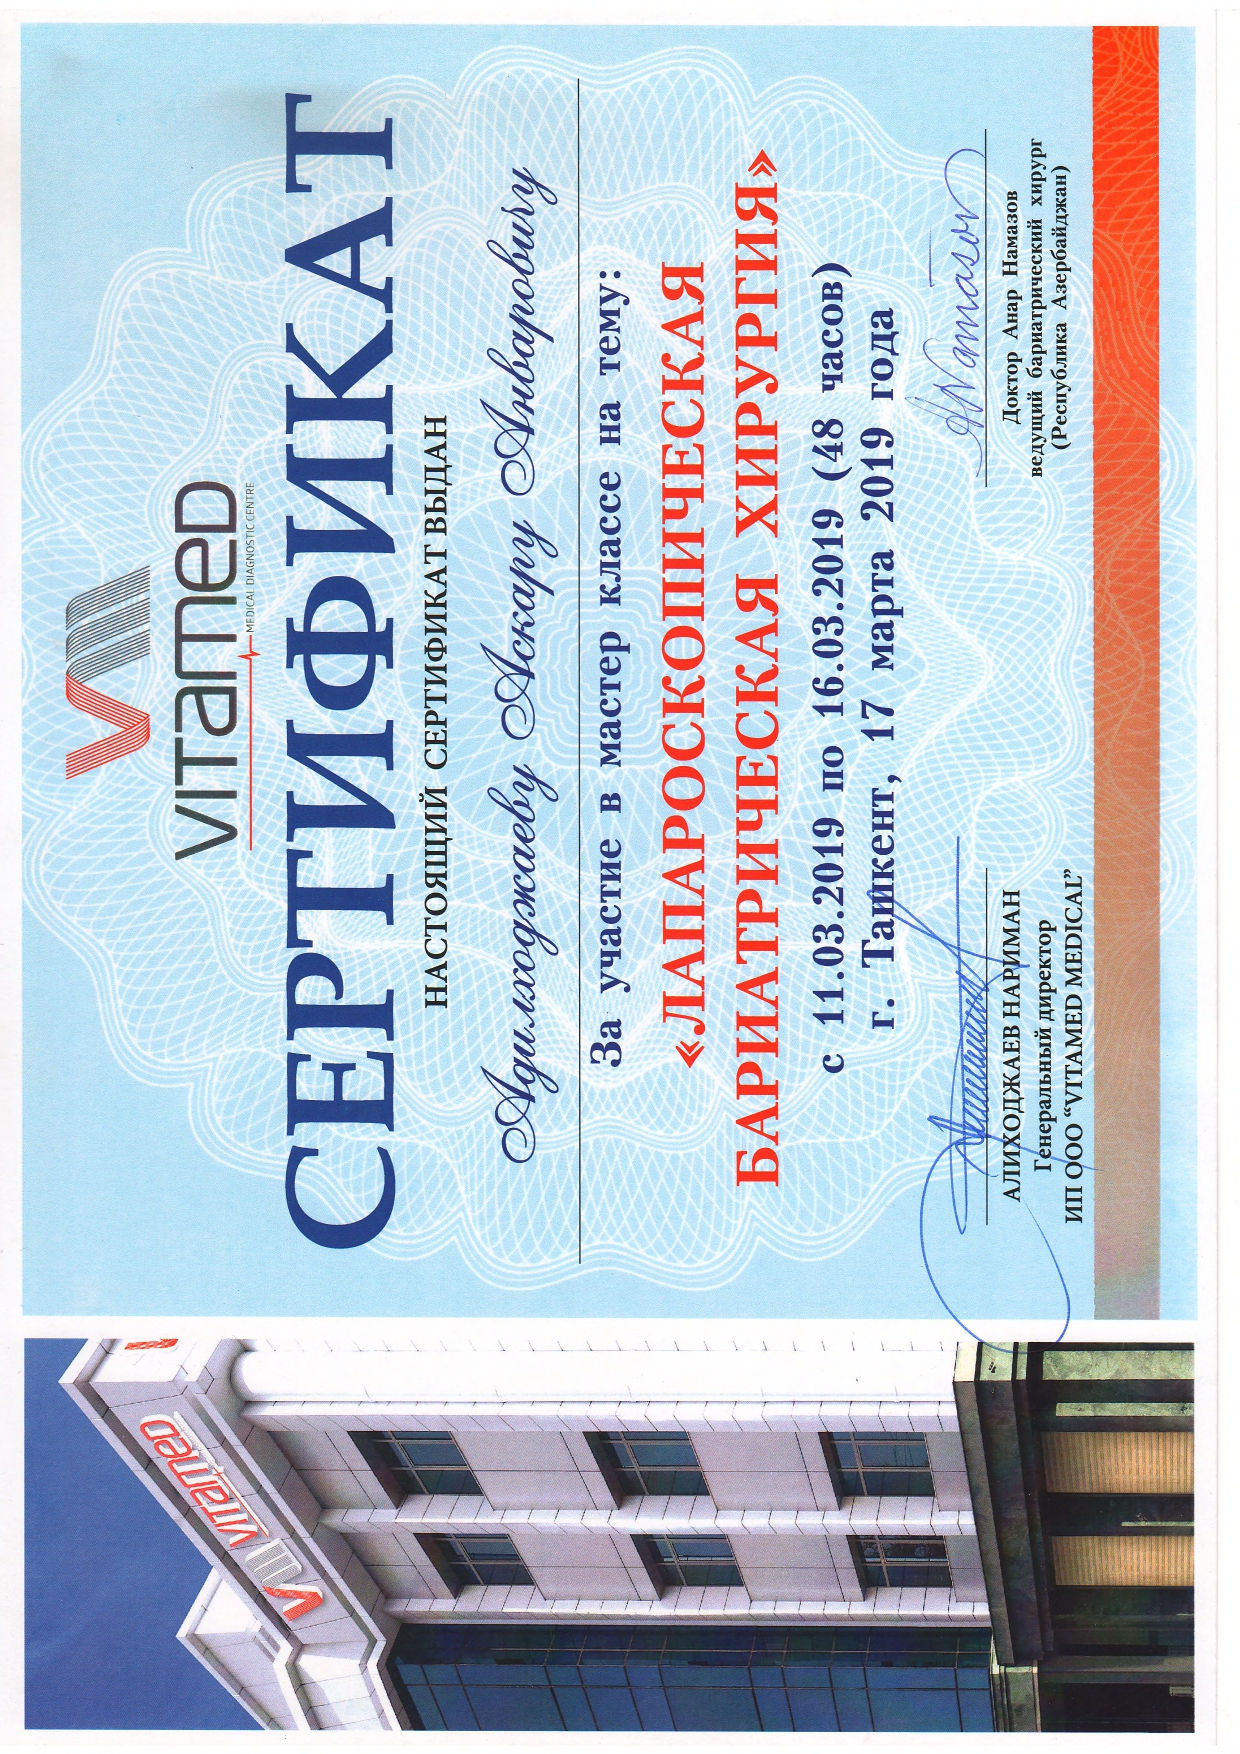 VITAMED
MEDICAL DIAGNOSTIC CENTRE
СЕРТИФИКАТ
НАСТОЯЩИЙ СЕРТИФИКАТ ВЫДАН
Адилходжаеву Аскару Анваровичу
За участие в мастер классе на тему:
«ЛАПАРОСКОПИЧЕСКАЯ
БАРИАТРИЧЕСКАЯ ХИРУРГИЯ»
с 11.03.2019 по 16.03.2019 (48 часов)
г. Ташкент, 17 марта 2019 года
АЛИХОДЖАЕВ НАРИМАН
Генеральный директор
ИП ООО “VITAMED MEDICAL”
ANamasov
Доктор Анар Намазов
ведущий бариатрический хирург
(Республика Азербайджан)
VITAMED